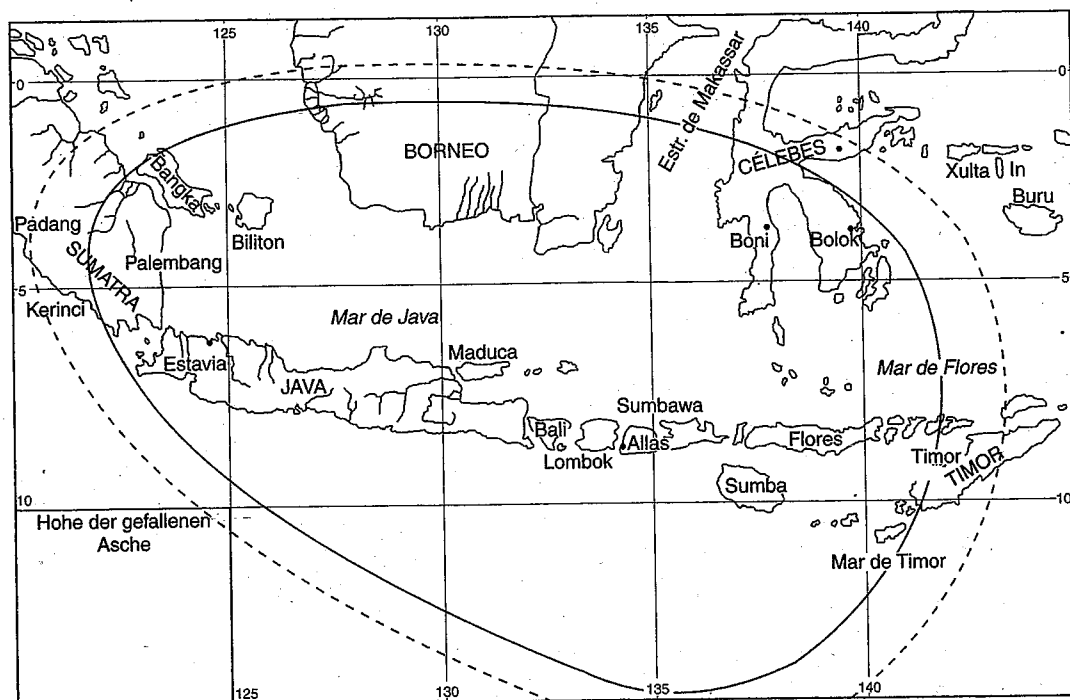 125
130
135
140
0
0
Estr. de Makassar
BORNEO
CÉLEBES
Xulta
In
Buru
Bangka
Padang
Biliton
Boni
Bolok
SUMATRA
Palembang
5
5
Kerinci
Mar de Java
Estavia
Maduca
Mar de Flores
JAVA
Sumbawa
Bali
Allas
Flores
Lombok
Timor
TIMOR
Sumba
10
10
Hohe der gefallenen
Asche
Mar de Timor
125
130
135
140